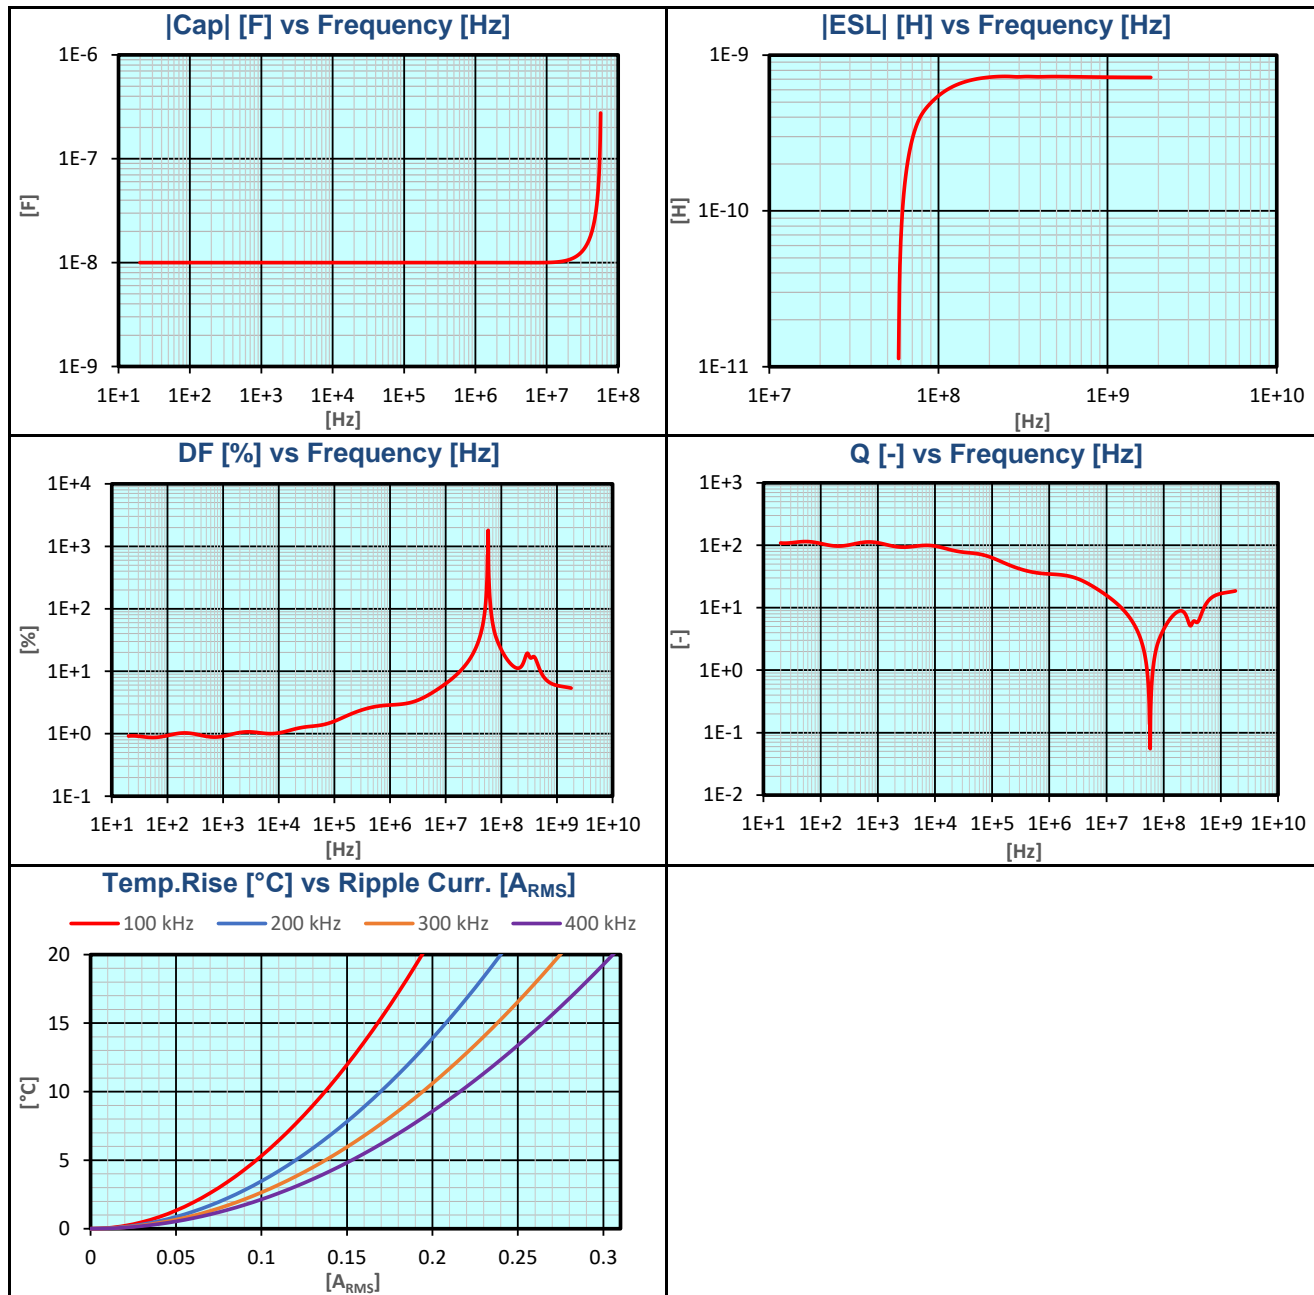 |Cap| [F] vs Frequency [Hz]
1E-6
1E-7
1E-8
1E-9
[F]
1E+1 1E+2 1E+3 1E+4 1E+5 1E+6 1E+7 1E+8
[Hz]
|ESL| [H] vs Frequency [Hz]
1E-9
1E-10
1E-11
[H]
1E+7 1E+8 1E+9 1E+10
[Hz]
DF [%] vs Frequency [Hz]
1E+4
1E+3
1E+2
1E+1
1E+0
1E-1
[%]
1E+1 1E+2 1E+3 1E+4 1E+5 1E+6 1E+7 1E+8 1E+9 1E+10
[Hz]
Q [-] vs Frequency [Hz]
1E+3
1E+2
1E+1
1E+0
1E-1
1E-2
[-]
1E+1 1E+2 1E+3 1E+4 1E+5 1E+6 1E+7 1E+8 1E+9 1E+10
[Hz]
Temp.Rise [°C] vs Ripple Curr. [ARMS]
100 kHz 200 kHz 300 kHz 400 kHz
20
15
10
5
0
[°C]
0 0.05 0.1 0.15 0.2 0.25 0.3
[ARMS]